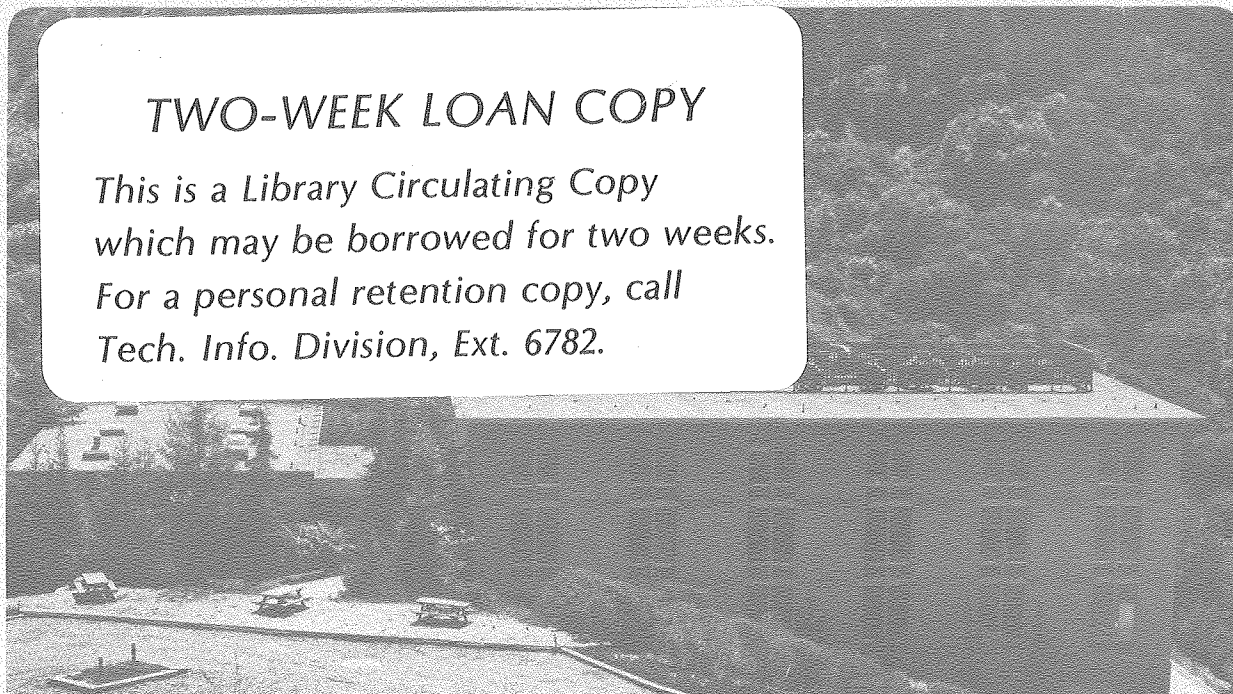 TWO-WEEK LOAN COPY
This is a Library Circulating Copy
which may be borrowed for two weeks.
For a personal retention copy, call
Tech. Info. Division, Ext. 6782.